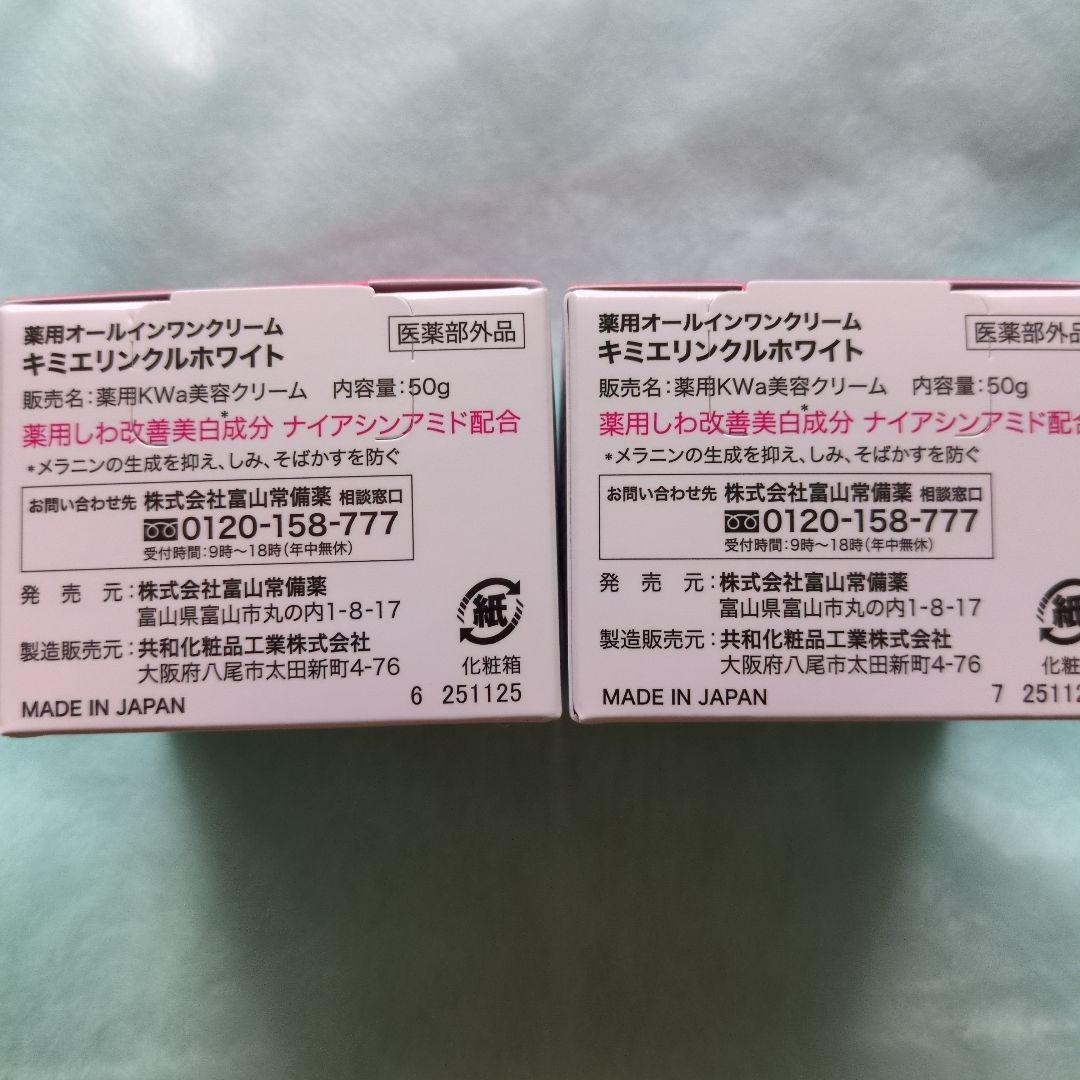 薬用オールインワンクリーム
キミエリンクルホワイト
医薬部外品
販売名:薬用KWa美容クリーム 内容量:50g
薬用しわ改善美白*成分 ナイアシンアミド配合
*メラニンの生成を抑え、しみ、そばかすを防ぐ
お問い合わせ先 株式会社富山常備薬 相談窓口
0120-158-777
受付時間:9時〜18時(年中無休)
発売元:株式会社富山常備薬
富山県富山市丸の内1-8-17
製造販売元:共和化粧品工業株式会社
大阪府八尾市太田新町4-76
紙
化粧箱
MADE IN JAPAN
6 251125
薬用オールインワンクリーム
キミエリンクルホワイト
医薬部外品
販売名:薬用KWa美容クリーム 内容量:50g
薬用しわ改善美白*成分 ナイアシンアミド配合
*メラニンの生成を抑え、しみ、そばかすを防ぐ
お問い合わせ先 株式会社富山常備薬 相談窓口
0120-158-777
受付時間:9時〜18時(年中無休)
発売元:株式会社富山常備薬
富山県富山市丸の内1-8-17
製造販売元:共和化粧品工業株式会社
大阪府八尾市太田新町4-76
紙
化粧
MADE IN JAPAN
7 25112